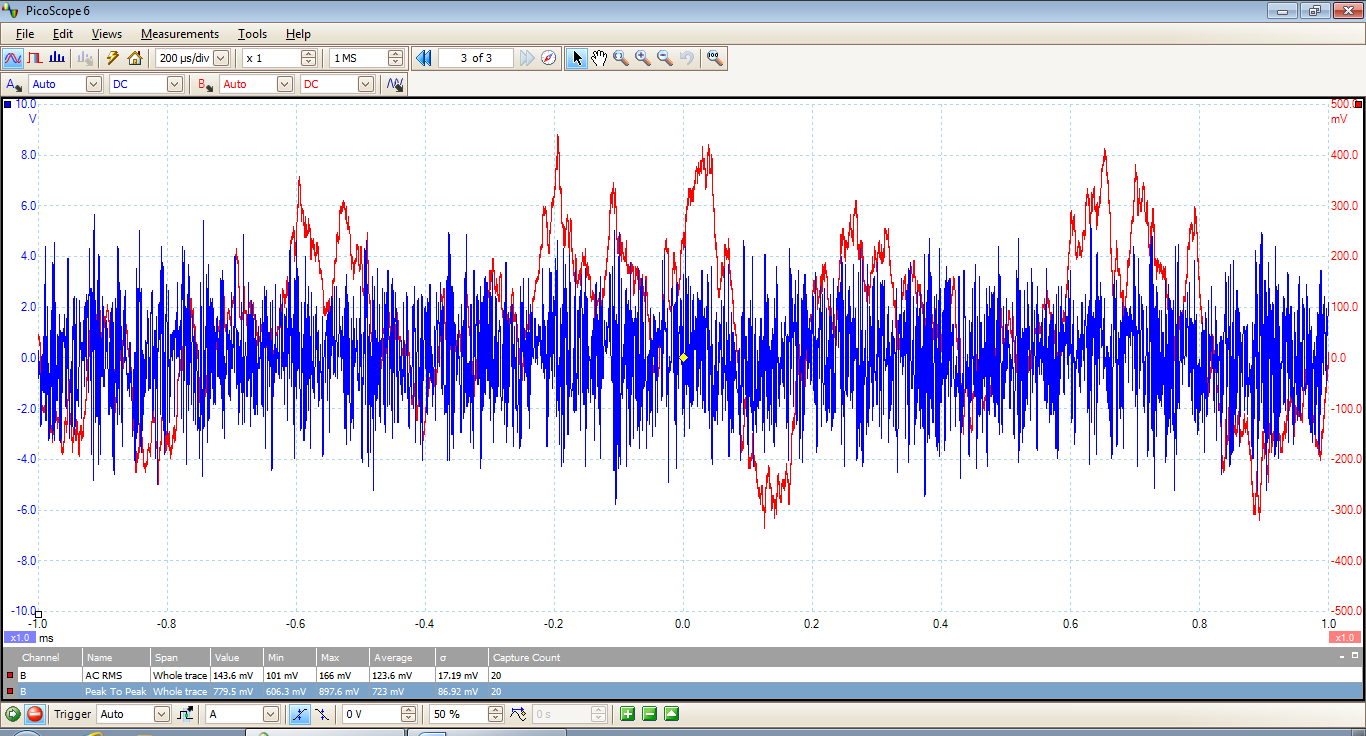 PicoScope 6
File Edit Views Measurements Tools Help
200 µs/div x 1 1 MS 3 of 3
A Auto DC B Auto DC
10.0 500.0
V mV
8.0 400.0
6.0 300.0
4.0 200.0
2.0 100.0
0.0 0.0
-2.0 -100.0
-4.0 -200.0
-6.0 -300.0
-8.0 -400.0
-10.0 -500.0
-1.0 -0.8 -0.6 -0.4 -0.2 0.0 0.2 0.4 0.6 0.8 1.0
x1.0 ms x1.0
Channel Name Span Value Min Max Average σ Capture Count
B AC RMS Whole trace 143.6 mV 101 mV 166 mV 123.6 mV 17.19 mV 20
B Peak To Peak Whole trace 779.5 mV 606.3 mV 897.6 mV 723 mV 86.92 mV 20
Trigger Auto A 0 V 50 % 0 s